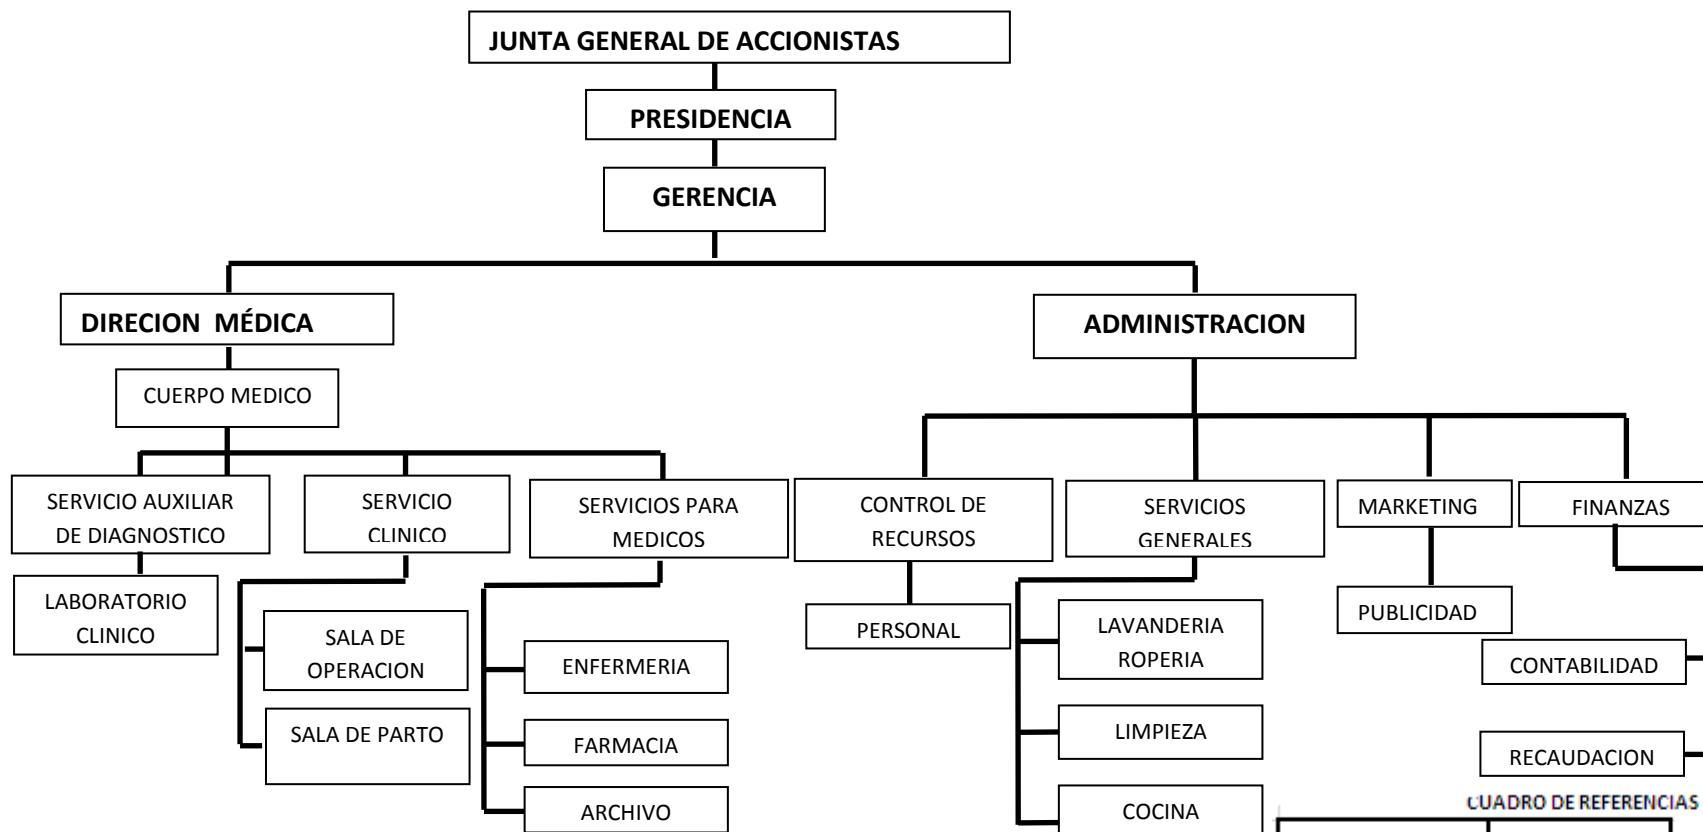 JUNTA GENERAL DE ACCIONISTAS
PRESIDENCIA
GERENCIA
DIRECION MÉDICA
ADMINISTRACION
CUERPO MEDICO
SERVICIO AUXILIAR
DE DIAGNOSTICO
SERVICIO
CLINICO
SERVICIOS PARA
MEDICOS
CONTROL DE
RECURSOS
SERVICIOS
GENERALES
MARKETING
FINANZAS
LABORATORIO
CLINICO
SALA DE
OPERACION
SALA DE PARTO
ENFERMERIA
FARMACIA
ARCHIVO
PERSONAL
LAVANDERIA
ROPERIA
LIMPIEZA
COCINA
PUBLICIDAD
CONTABILIDAD
RECAUDACION
CUADRO DE REFERENCIAS